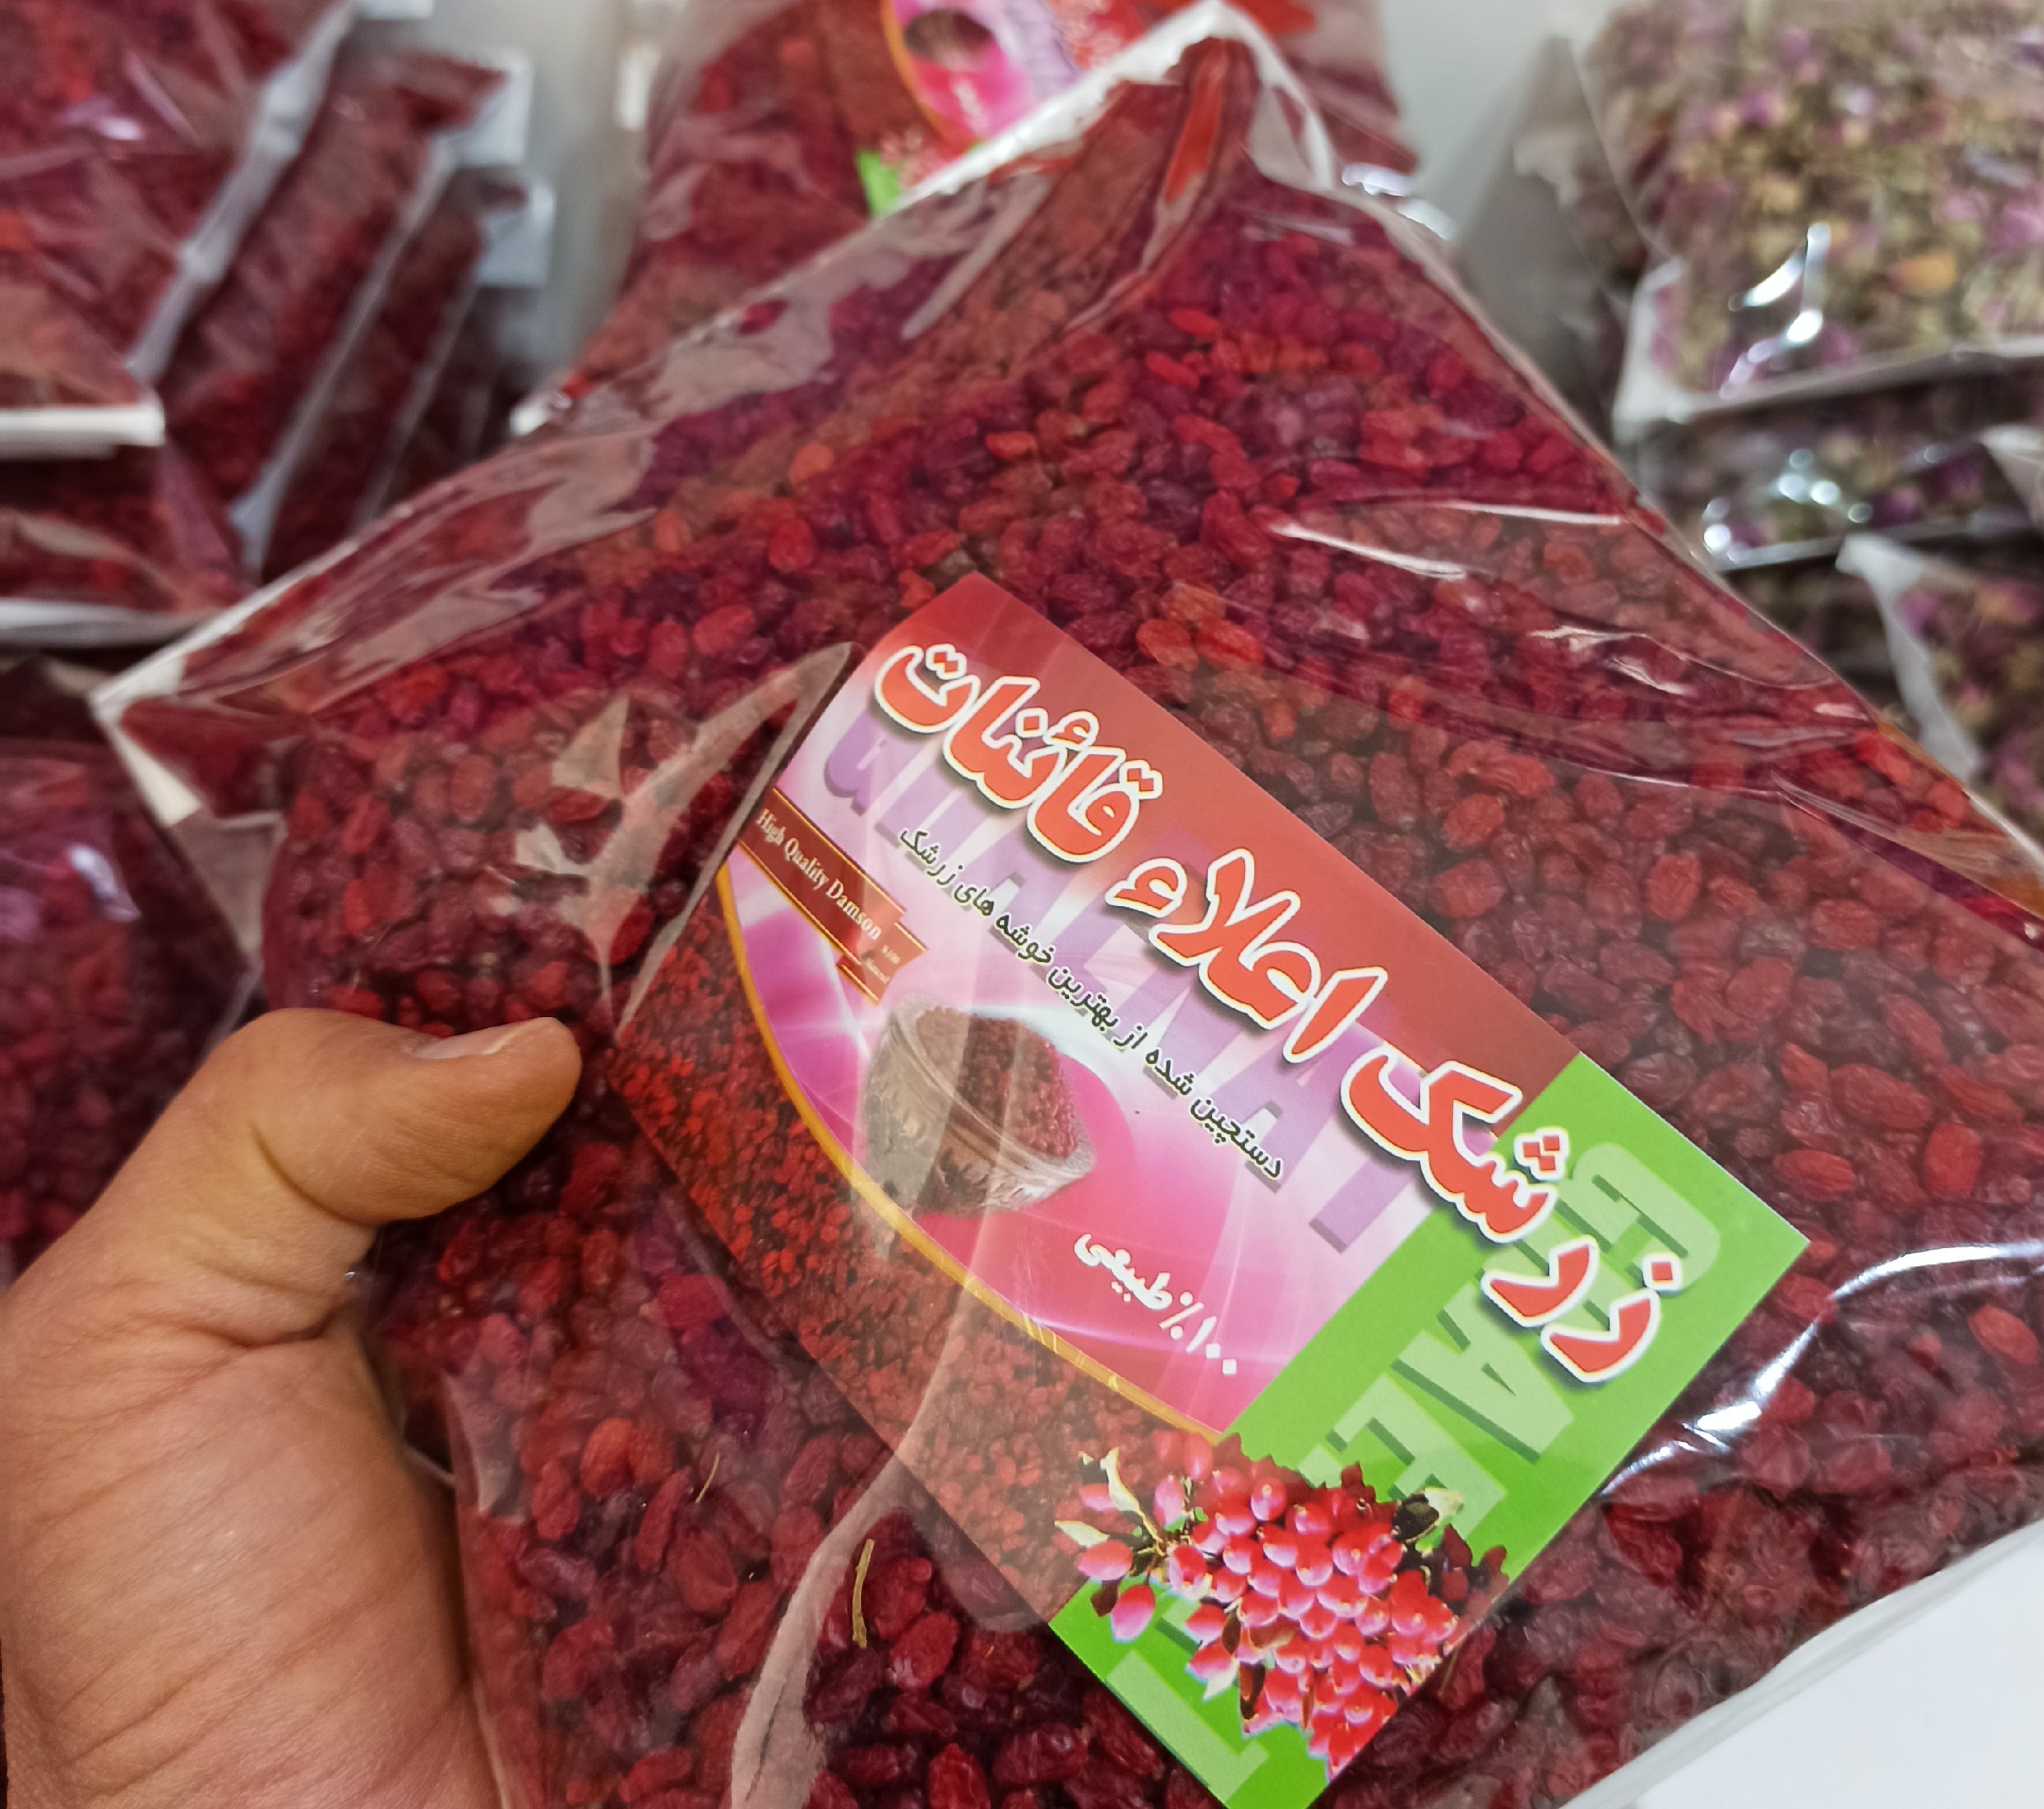 زرشک اعلاء قائنات
دستچین شده از بهترین خوشه های زرشک
High Quality Damson
۱۰۰٪ طبیعی